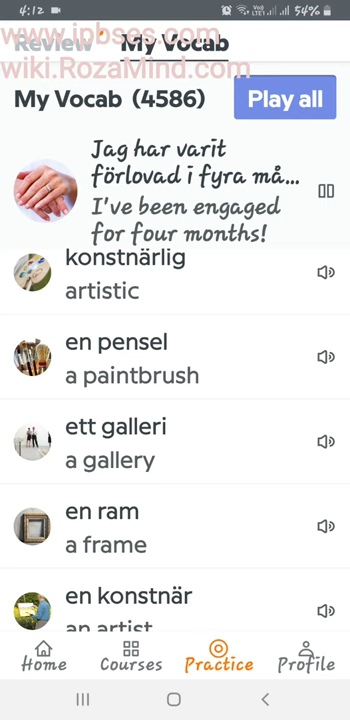 4:12
54%
www.ipbses.com
Review My Vocab
wiki.RozaMind.com
My Vocab (4586)
Play all
Jag har varit
förlovad i fyra må...
I've been engaged
for four months!
konstnärlig
artistic
en pensel
a paintbrush
ett galleri
a gallery
en ram
a frame
en konstnär
an artist
Home Courses Practice Profile